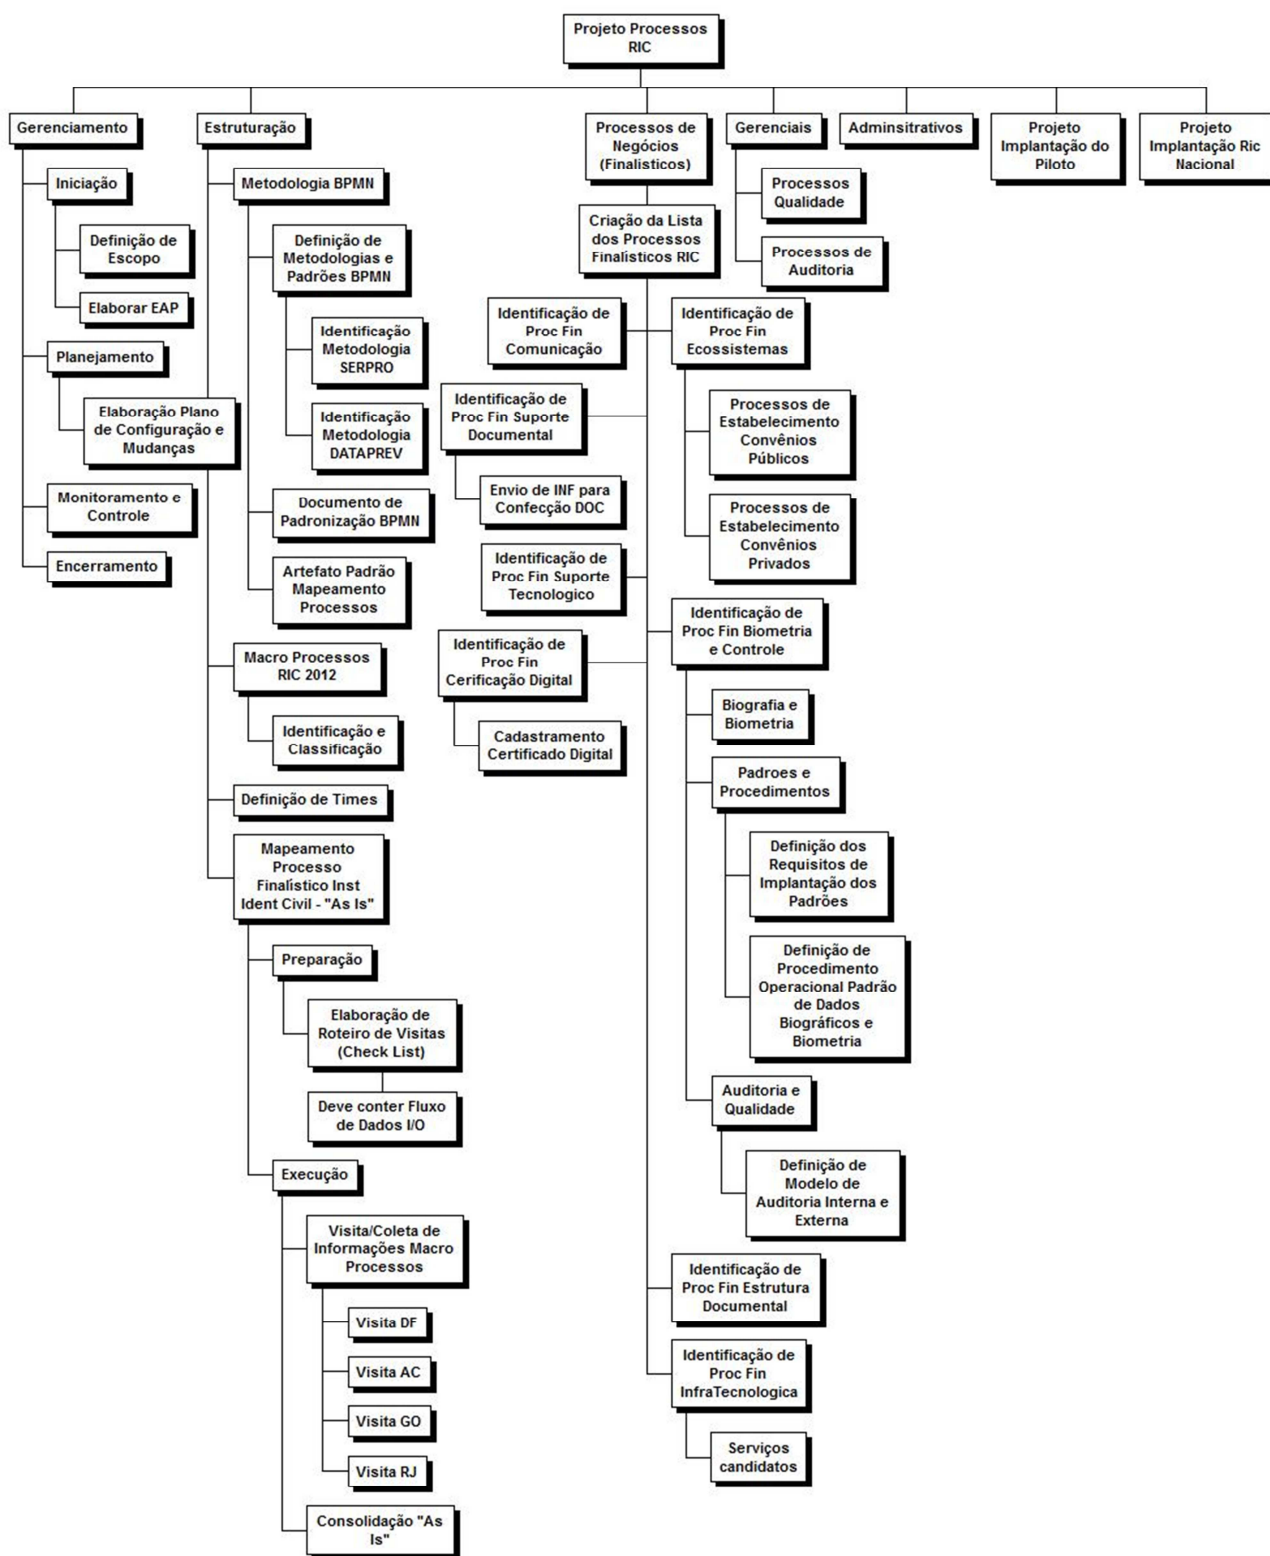 Projeto Processos
RIC
Gerenciamento
Iniciação
Definição de
Escopo
Elaborar EAP
Planejamento
Elaboração Plano
de Configuração e
Mudanças
Monitoramento e
Controle
Encerramento
Estruturação
Metodologia BPMN
Definição de
Metodologias e
Padrões BPMN
Identificação
Metodologia
SERPRO
Identificação
Metodologia
DATAPREV
Documento de
Padronização BPMN
Artefato Padrão
Mapeamento
Processos
Macro Processos
RIC 2012
Identificação e
Classificação
Definição de Times
Mapeamento
Processo
Finalístico Inst
Ident Civil - "As Is"
Preparação
Elaboração de
Roteiro de Visitas
(Check List)
Deve conter Fluxo
de Dados I/O
Execução
Visita/Coleta de
Informações Macro
Processos
Visita DF
Visita AC
Visita GO
Visita RJ
Consolidação "As
Is"
Processos de
Negócios
(Finalisticos)
Criação da Lista
dos Processos
Finalísticos RIC
Identificação de
Proc Fin
Comunicação
Identificação de
Proc Fin
Ecossistemas
Processos de
Estabelecimento
Convênios
Públicos
Processos de
Estabelecimento
Convênios
Privados
Identificação de
Proc Fin Suporte
Documental
Envio de INF para
Confecção DOC
Identificação de
Proc Fin Suporte
Tecnologico
Identificação de
Proc Fin Biometria
e Controle
Biografia e
Biometria
Padroes e
Procedimentos
Definição dos
Requisitos de
Implantação dos
Padrões
Definição de
Procedimento
Operacional Padrão
de Dados
Biográficos e
Biometria
Auditoria e
Qualidade
Definição de
Modelo de
Auditoria Interna e
Externa
Identificação de
Proc Fin
Cerificação Digital
Cadastramento
Certificado Digital
Identificação de
Proc Fin Estrutura
Documental
Identificação de
Proc Fin
InfraTecnologica
Serviços
candidatos
Gerenciais
Processos
Qualidade
Processos de
Auditoria
Adminsitrativos
Projeto
Implantação do
Piloto
Projeto
Implantação Ric
Nacional